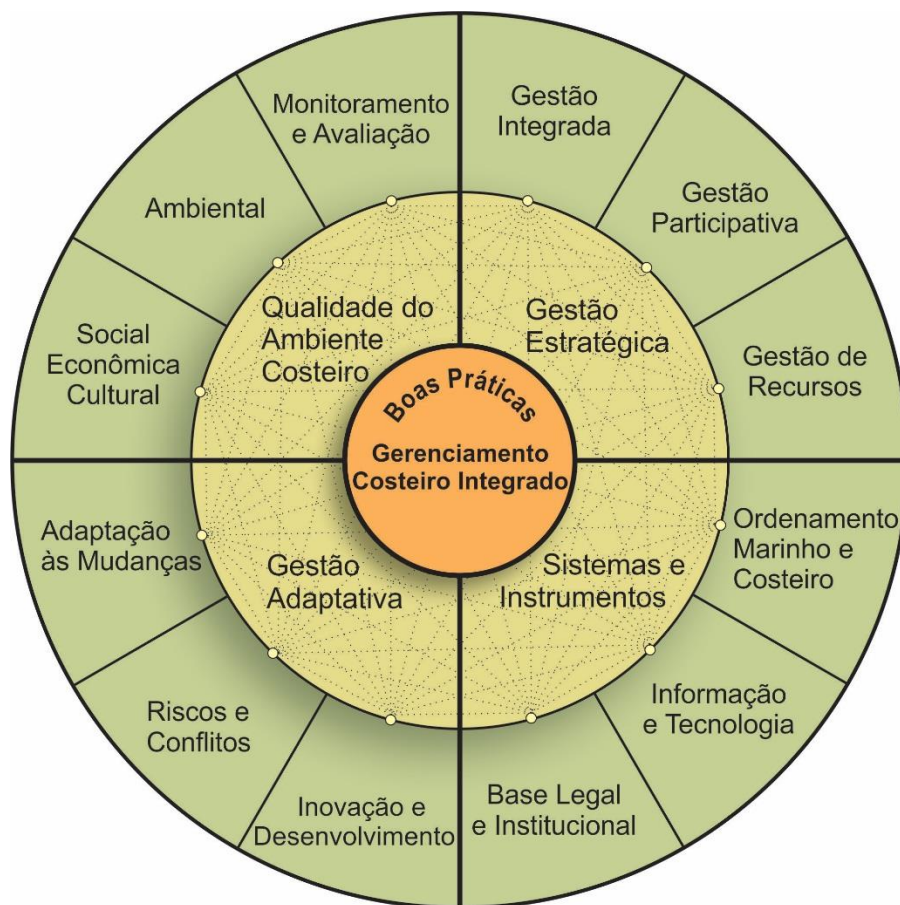 Monitoramento
e Avaliação
Gestão
Integrada
Gestão
Participativa
Gestão de
Recursos
Ordenamento
Marinho e
Costeiro
Informação
e Tecnologia
Base Legal
e Institucional
Inovação e
Desenvolvimento
Riscos e
Conflitos
Adaptação
às Mudanças
Social
Econômica
Cultural
Ambiental
Qualidade do
Ambiente
Costeiro
Gestão
Estratégica
Sistemas e
Instrumentos
Gestão
Adaptativa
Boas Práticas
Gerenciamento
Costeiro Integrado